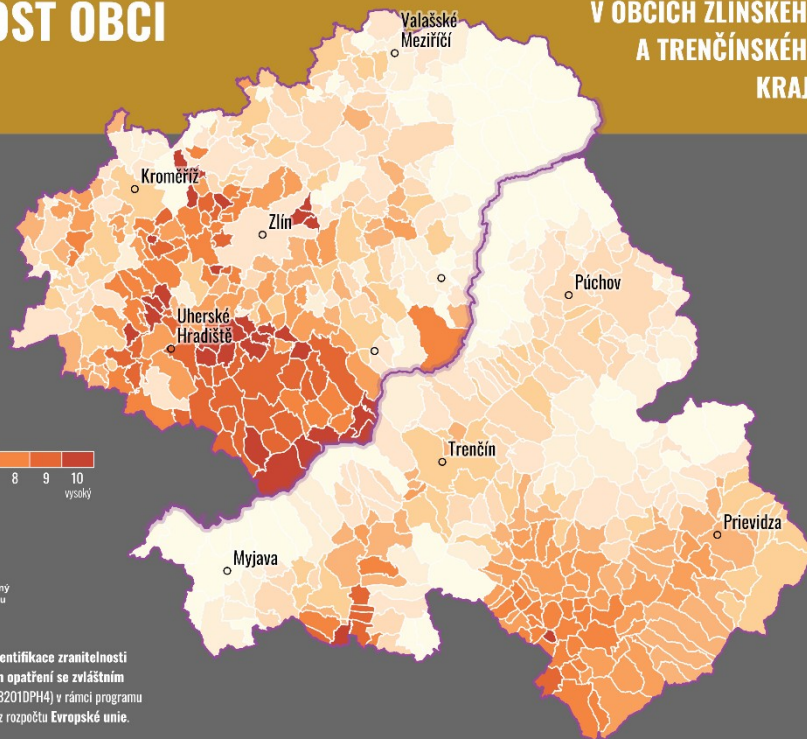 OST OBCI
V OBCÍCH ZLÍNSKÉH
A TRENČÍNSKÉH
KRAJ
Valašské
Meziříčí
Kroměříž
Zlín
Uherské
Hradiště
Púchov
Trenčín
Prievidza
Myjava
8 9 10
vysoký
ný
u
entifikace zranitelnosti
h opatření se zvláštním
3201DPH4) v rámci programu
z rozpočtu Evropské unie.